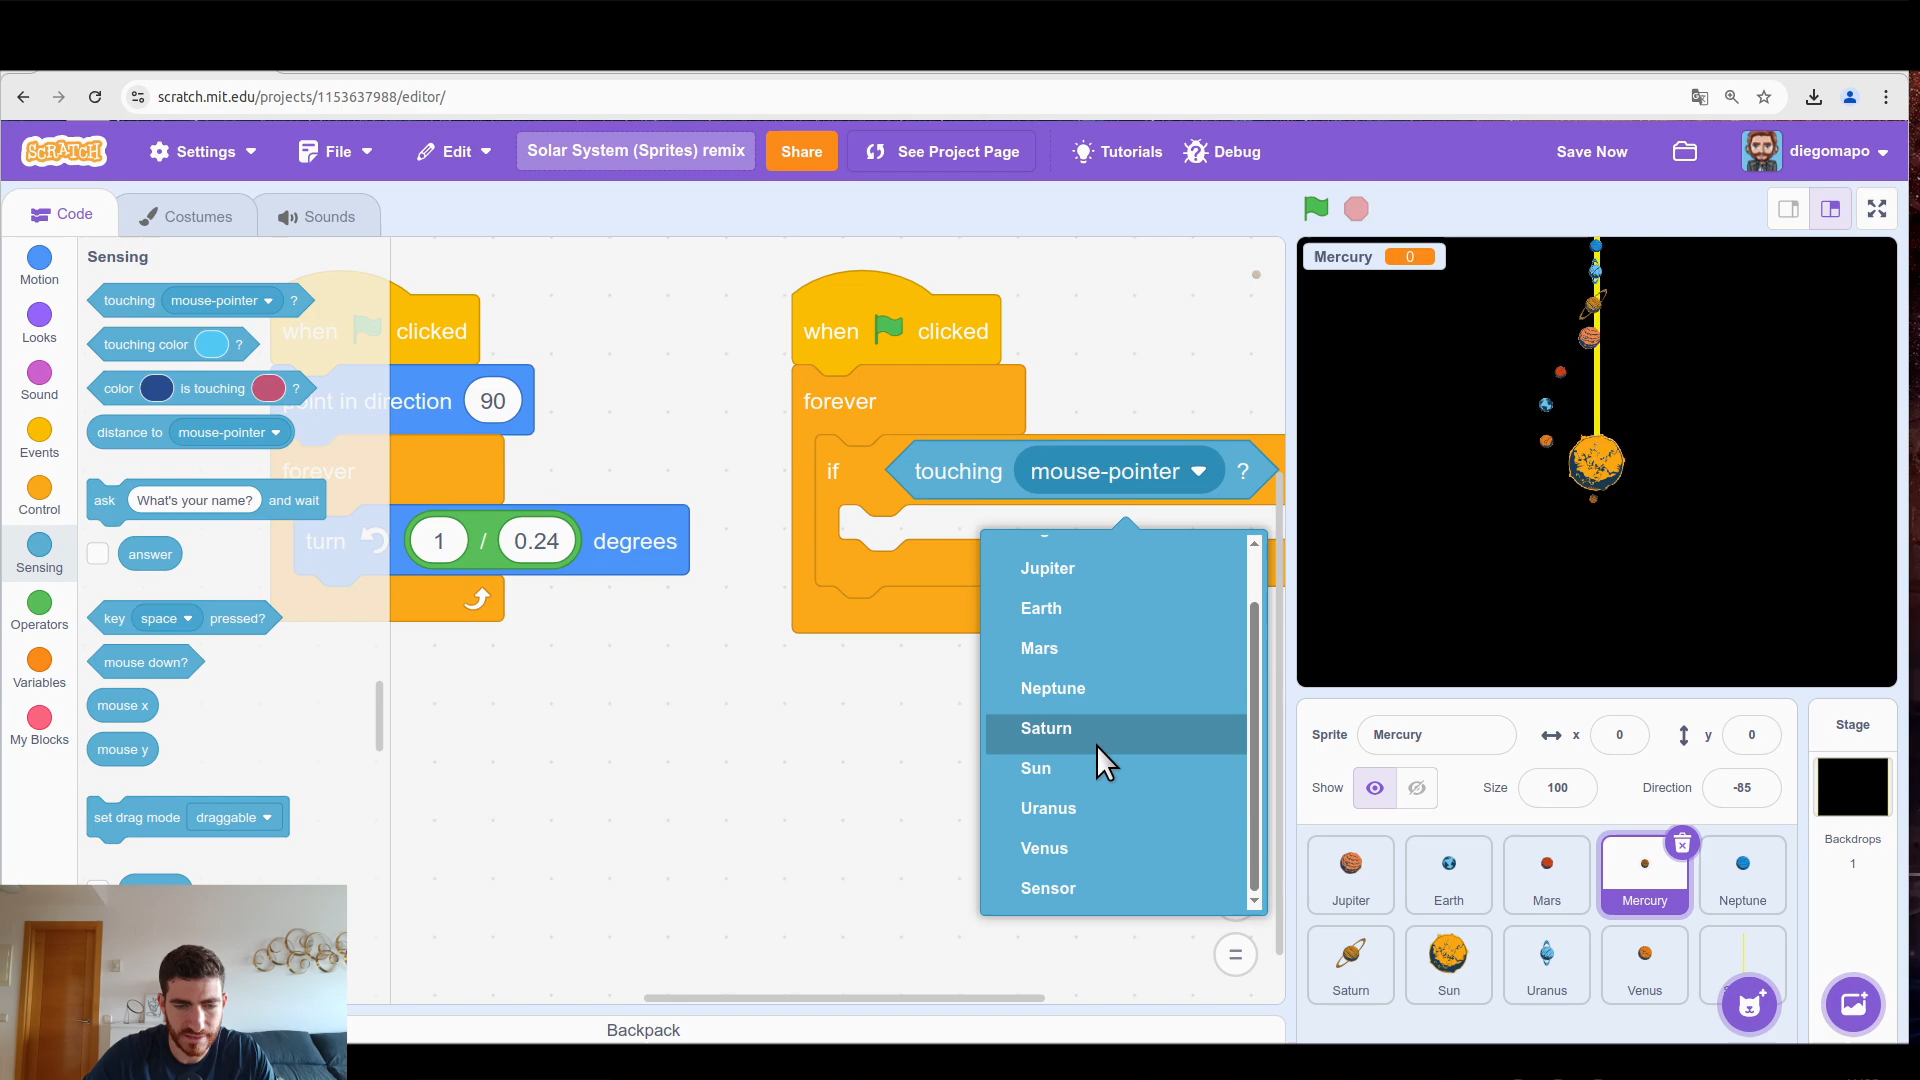 scratch.mit.edu/projects/1153637988/editor/
SCRATCH
Settings
File
Edit
Solar System (Sprites) remix
Share
See Project Page
Tutorials
Debug
Save Now
diegomapo
Code
Costumes
Sounds
Motion
Looks
Sound
Events
Control
Sensing
Operators
Variables
My Blocks
Sensing
touching mouse-pointer ?
touching color ?
color is touching ?
distance to mouse-pointer
ask What's your name? and wait
answer
key space pressed?
mouse down?
mouse x
mouse y
set drag mode draggable
when clicked
point in direction 90
forever
turn 1 / 0.24 degrees
when clicked
forever
if touching mouse-pointer ?
Jupiter
Earth
Mars
Neptune
Saturn
Sun
Uranus
Venus
Sensor
=
Backpack
Mercury 0
Sprite Mercury x 0 y 0
Show Size 100 Direction -85
Jupiter
Earth
Mars
Mercury
Neptune
Saturn
Sun
Uranus
Venus
Stage
Backdrops
1